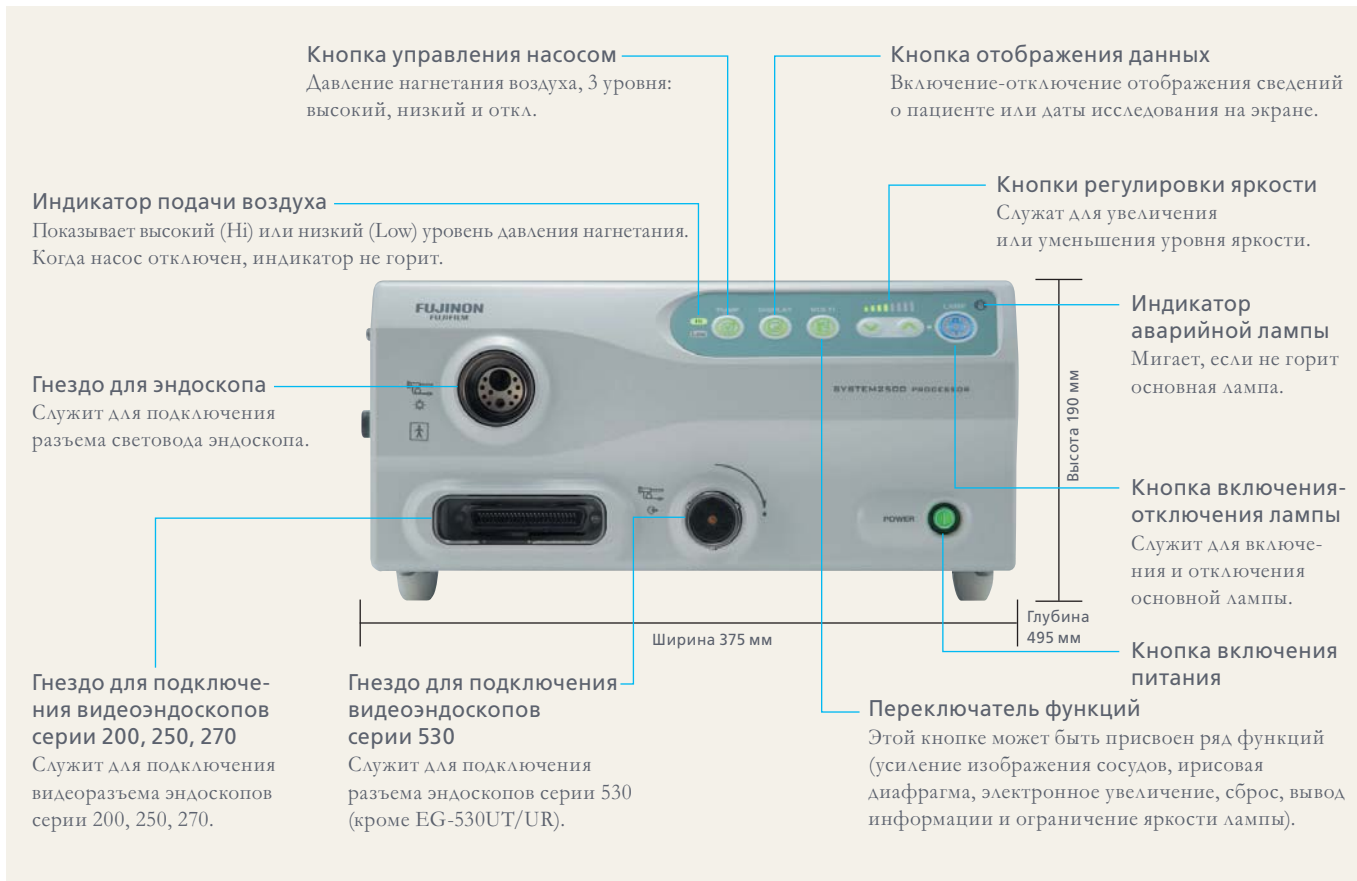 Кнопка управления насосом
Давление нагнетания воздуха, 3 уровня:
высокий, низкий и откл.
Кнопка отображения данных
Включение-отключение отображения сведений
о пациенте или даты исследования на экране.
Индикатор подачи воздуха
Показывает высокий (Hi) или низкий (Low) уровень давления нагнетания.
Когда насос отключен, индикатор не горит.
Кнопки регулировки яркости
Служат для увеличения
или уменьшения уровня яркости.
FUJINON
FUJIFILM
Hi
Low
PUMP
DISPLAY
MULTI
LAMP
SYSTEM2500 PROCESSOR
POWER
Индикатор
аварийной лампы
Мигает, если не горит
основная лампа.
Гнездо для эндоскопа
Служит для подключения
разъема световода эндоскопа.
Высота 190 мм
Кнопка включения-
отключения лампы
Служит для включе-
ния и отключения
основной лампы.
Глубина
495 мм
Ширина 375 мм
Кнопка включения
питания
Гнездо для подключе-
ния видеоэндоскопов
серии 200, 250, 270
Служит для подключения
видеоразъема эндоскопов
серии 200, 250, 270.
Гнездо для подключения
видеоэндоскопов
серии 530
Служит для подключения
разъема эндоскопов серии 530
(кроме EG-530UT/UR).
Переключатель функций
Этой кнопке может быть присвоен ряд функций
(усиление изображения сосудов, ирисовая
диафрагма, электронное увеличение, сброс, вывод
информации и ограничение яркости лампы).